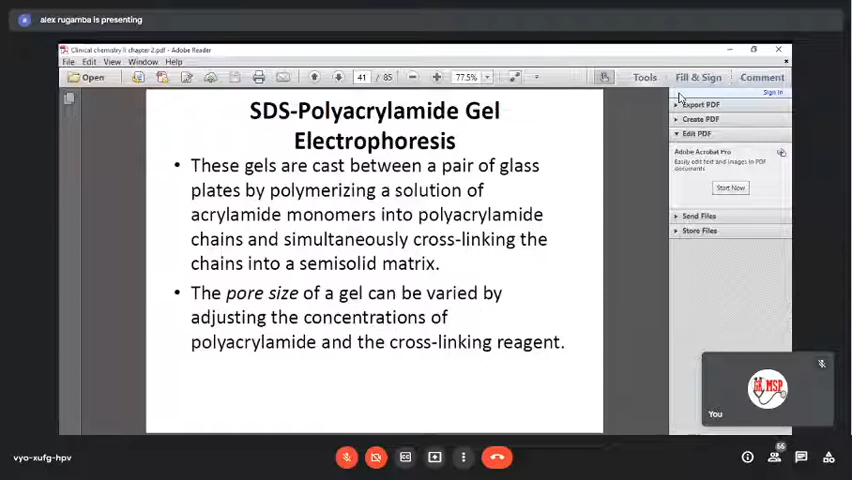 alex rugamba is presenting
Clinical chemistry II chapter 2.pdf - Adobe Reader
File Edit View Window Help
Open 41 / 85 77.5% Tools Fill & Sign Comment
Sign In
Export PDF
Create PDF
Edit PDF
Adobe Acrobat Pro
Easily edit text and images in PDF
documents
Start Now
Send Files
Store Files
SDS-Polyacrylamide Gel
Electrophoresis
• These gels are cast between a pair of glass
plates by polymerizing a solution of
acrylamide monomers into polyacrylamide
chains and simultaneously cross-linking the
chains into a semisolid matrix.
• The pore size of a gel can be varied by
adjusting the concentrations of
polyacrylamide and the cross-linking reagent.
MSP
You
vyo-xufg-hpv